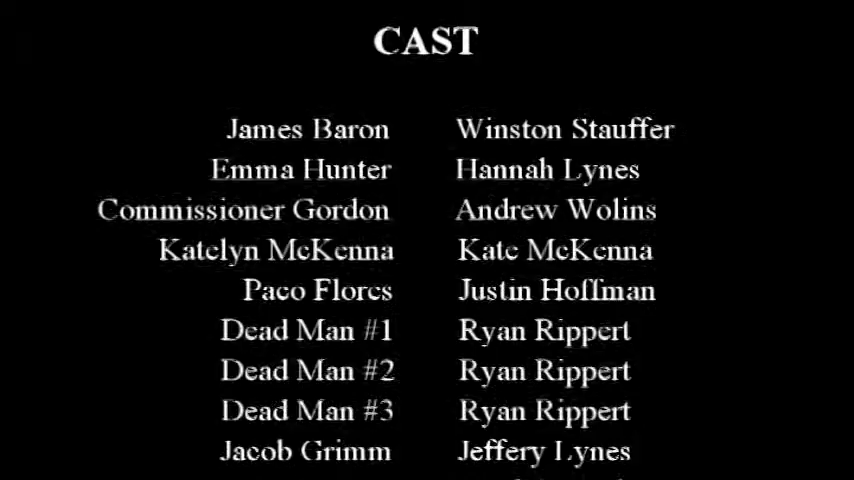 CAST
James Baron Winston Stauffer
Emma Hunter Hannah Lynes
Commissioner Gordon Andrew Wolins
Katelyn McKenna Kate McKenna
Paco Flores Justin Hoffman
Dead Man #1 Ryan Rippert
Dead Man #2 Ryan Rippert
Dead Man #3 Ryan Rippert
Jacob Grimm Jeffery Lynes